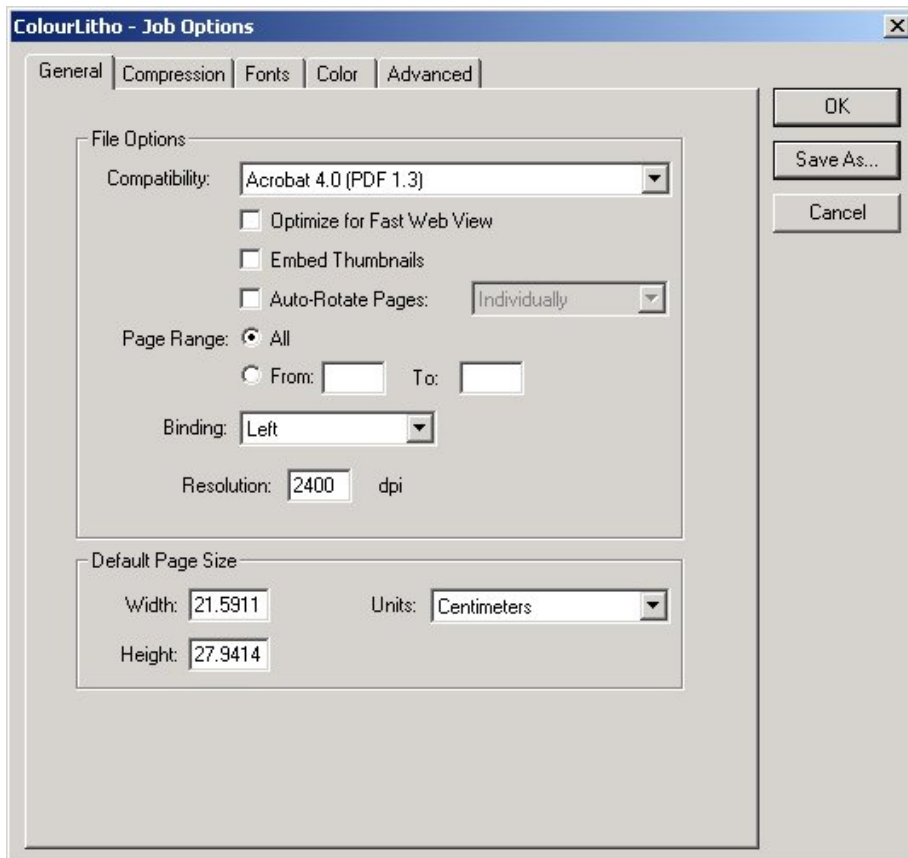 ColourLitho - Job Options
General Compression Fonts Color Advanced
OK
File Options
Save As...
Compatibility: Acrobat 4.0 (PDF 1.3)
Cancel
Optimize for Fast Web View
Embed Thumbnails
Auto-Rotate Pages: Individually
Page Range: All
From: To:
Binding: Left
Resolution: 2400 dpi
Default Page Size
Width: 21.5911 Units: Centimeters
Height: 27.9414